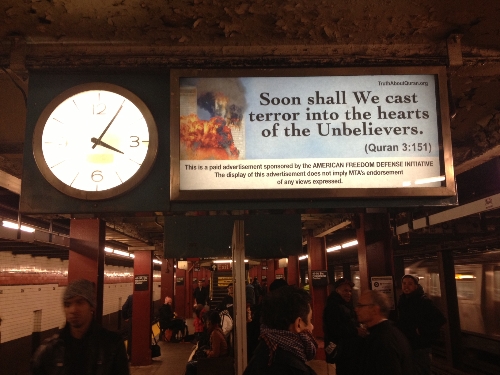 TruthAboutQuran.org
Soon shall We cast
terror into the hearts
of the Unbelievers.
(Quran 3:151)
This is a paid advertisement sponsored by the AMERICAN FREEDOM DEFENSE INITIATIVE
The display of this advertisement does not imply MTA's endorsement
of any views expressed.
12
3
6